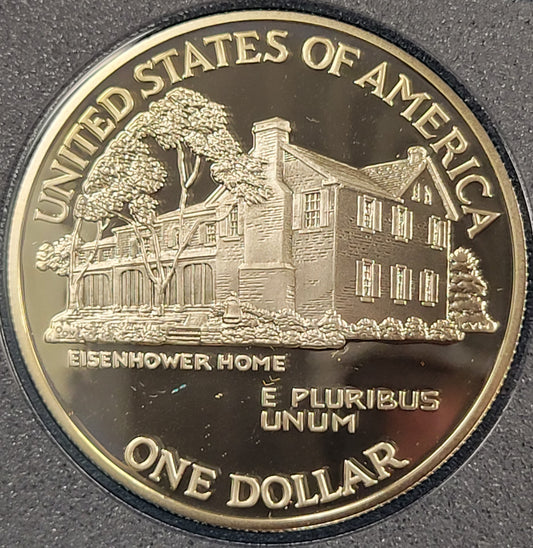 UNITED STATES OF AMERICA
EISENHOWER HOME
E PLURIBUS
UNUM
ONE DOLLAR